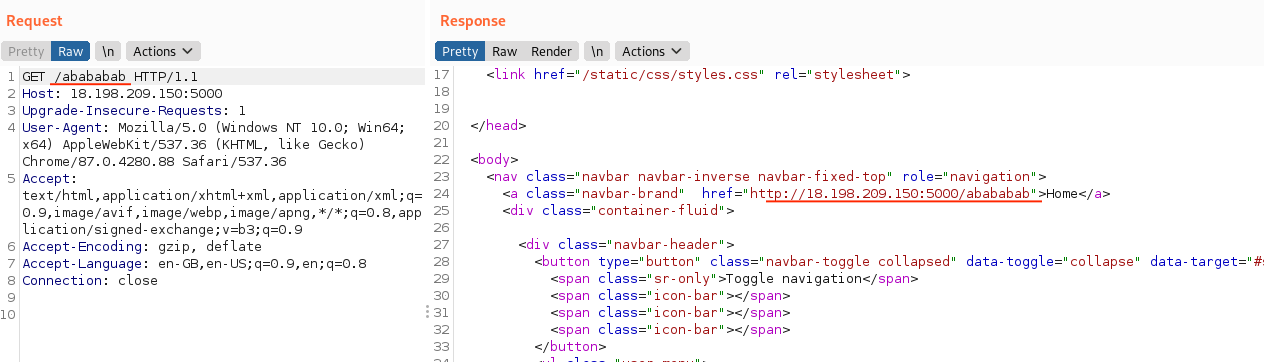 Request
Pretty Raw \n Actions
1 GET /abababab HTTP/1.1
2 Host: 18.198.209.150:5000
3 Upgrade-Insecure-Requests: 1
4 User-Agent: Mozilla/5.0 (Windows NT 10.0; Win64;
x64) AppleWebKit/537.36 (KHTML, like Gecko)
Chrome/87.0.4280.88 Safari/537.36
5 Accept:
text/html,application/xhtml+xml,application/xml;q=
0.9,image/avif,image/webp,image/apng,*/*;q=0.8,app
lication/signed-exchange;v=b3;q=0.9
6 Accept-Encoding: gzip, deflate
7 Accept-Language: en-GB,en-US;q=0.9,en;q=0.8
8 Connection: close
9
10
Response
Pretty Raw Render \n Actions
17 <link href="/static/css/styles.css" rel="stylesheet">
18
19
20 </head>
21
22 <body>
23 <nav class="navbar navbar-inverse navbar-fixed-top" role="navigation">
24 <a class="navbar-brand"  href="http://18.198.209.150:5000/abababab">Home</a>
25 <div class="container-fluid">
26
27 <div class="navbar-header">
28 <button type="button" class="navbar-toggle collapsed" data-toggle="collapse" data-target="#
29 <span class="sr-only">Toggle navigation</span>
30 <span class="icon-bar"></span>
31 <span class="icon-bar"></span>
32 <span class="icon-bar"></span>
33 </button>